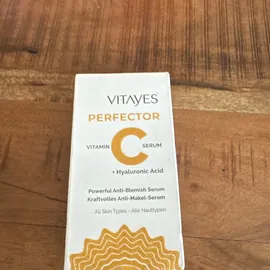 VITAYES
PERFECTOR
VITAMIN C SERUM
+ Hyaluronic Acid
Powerful Anti-Blemish Serum
Kraftvolles Anti-Makel-Serum
All Skin Types - Alle Hauttypen